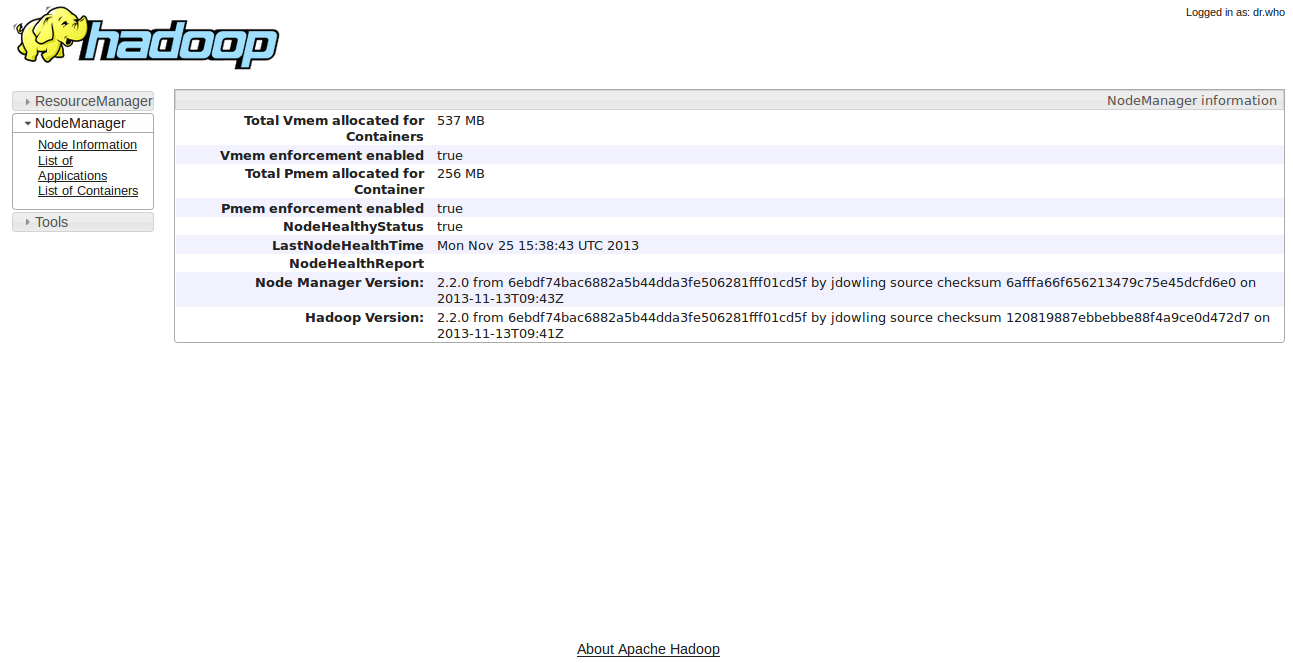 Logged in as: dr.who
hadoop
ResourceManager
NodeManager
Node Information
List of
Applications
List of Containers
Tools
NodeManager information
Total Vmem allocated for
Containers
537 MB
Vmem enforcement enabled true
Total Pmem allocated for
Container
256 MB
Pmem enforcement enabled true
NodeHealthyStatus true
LastNodeHealthTime Mon Nov 25 15:38:43 UTC 2013
NodeHealthReport
Node Manager Version: 2.2.0 from 6ebdf74bac6882a5b44dda3fe506281fff01cd5f by jdowling source checksum 6afffa66f656213479c75e45dcfd6e0 on
2013-11-13T09:43Z
Hadoop Version: 2.2.0 from 6ebdf74bac6882a5b44dda3fe506281fff01cd5f by jdowling source checksum 120819887ebbebbe88f4a9ce0d472d7 on
2013-11-13T09:41Z
About Apache Hadoop